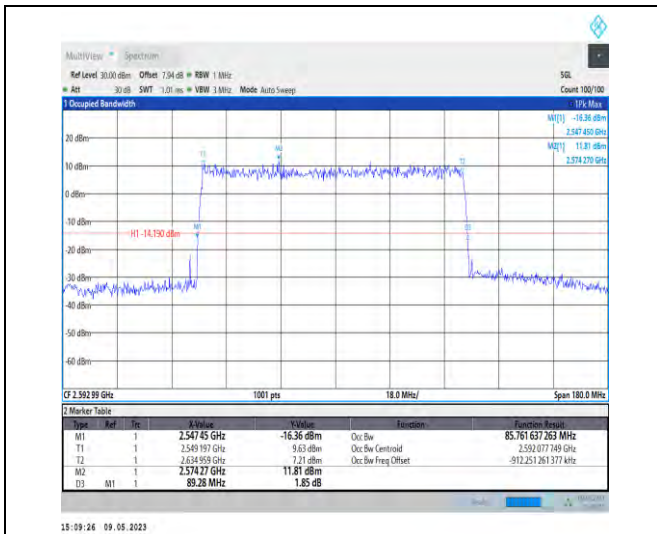 MultiView Spectrum
Ref Level 30.00 dBm Offset 7.94 dB RBW 1 MHz SGL
Att 30 dB SWT 1.01 ms VBW 3 MHz Mode Auto Sweep Count 100/100
1 Occupied Bandwidth 1Pk Max
M1[1] -16.36 dBm
2.547 450 GHz
M2[1] 11.81 dBm
2.574 270 GHz
20 dBm
10 dBm
0 dBm
-10 dBm
-20 dBm
-30 dBm
-40 dBm
-50 dBm
-60 dBm
H1 -14.190 dBm
M1
T1
M2
T2
D3
CF 2.592 99 GHz 1001 pts 18.0 MHz/ Span 180.0 MHz
2 Marker Table
Type Ref Trc X-Value Y-Value Function Function Result
M1 1 2.547 45 GHz -16.36 dBm Occ Bw 85.761 637 263 MHz
T1 1 2.549 197 GHz 9.63 dBm Occ Bw Centroid 2.592 077 749 GHz
T2 1 2.634 959 GHz 7.21 dBm Occ Bw Freq Offset -912.251 261 377 kHz
M2 1 2.574 27 GHz 11.81 dBm
D3 M1 1 89.28 MHz 1.85 dB
15:09:26 09.05.2023